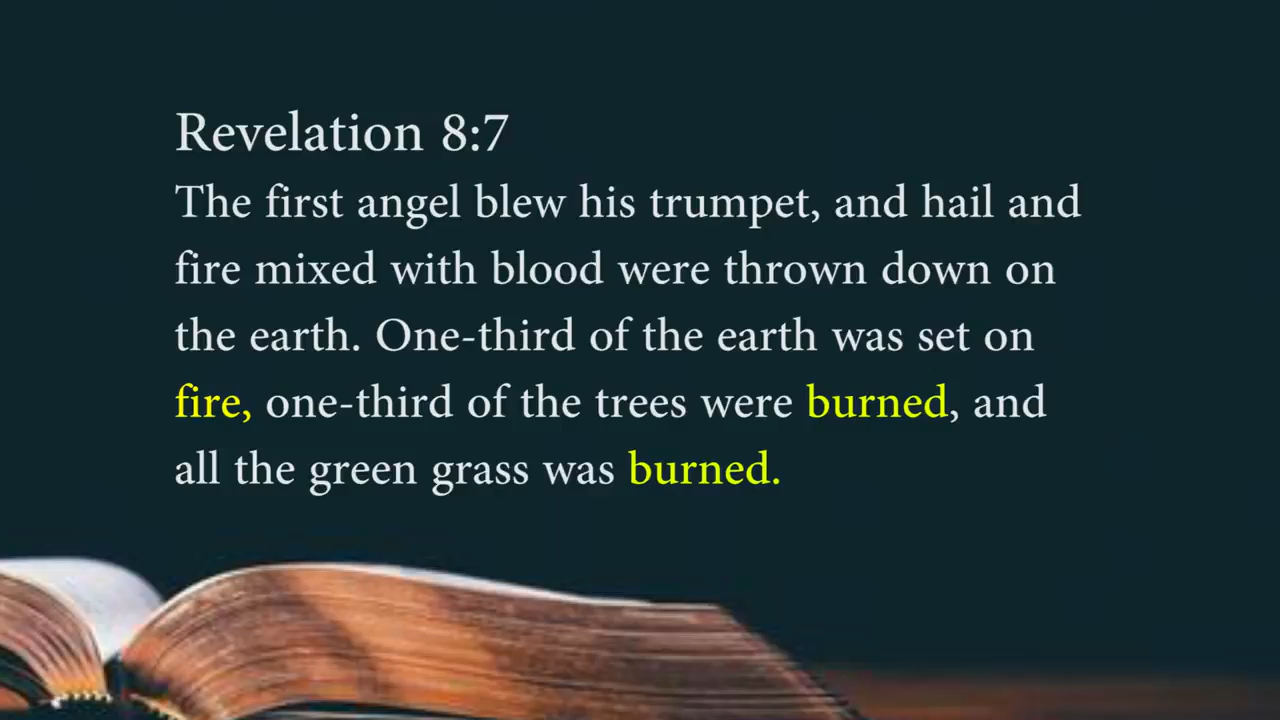 Revelation 8:7
The first angel blew his trumpet, and hail and
fire mixed with blood were thrown down on
the earth. One-third of the earth was set on
fire, one-third of the trees were burned, and
all the green grass was burned.